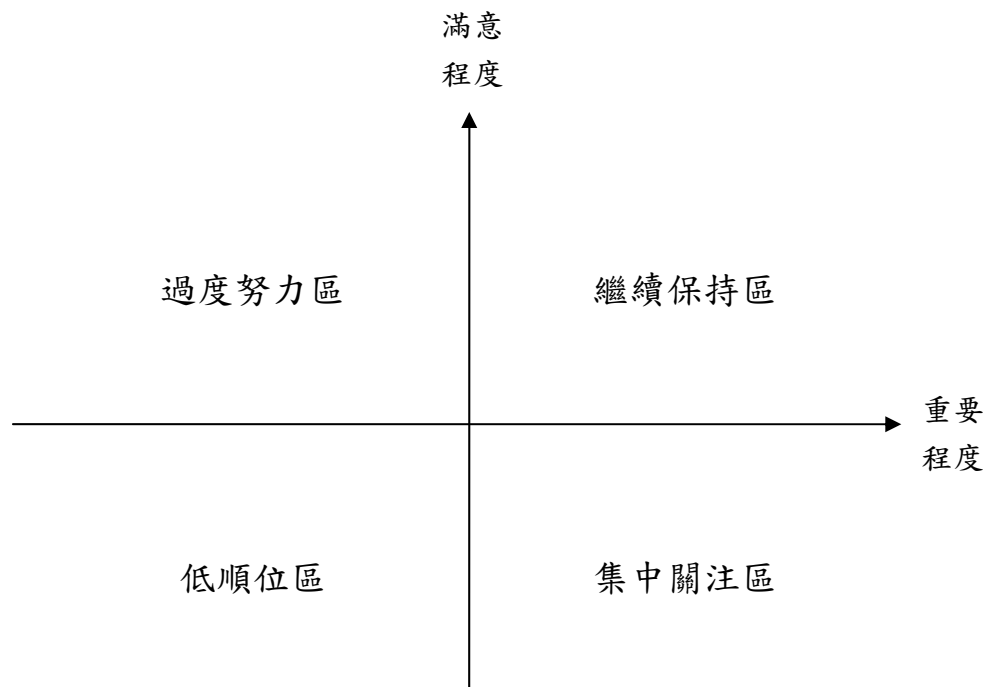 滿意
程度
過度努力區
繼續保持區
重要
程度
低順位區
集中關注區